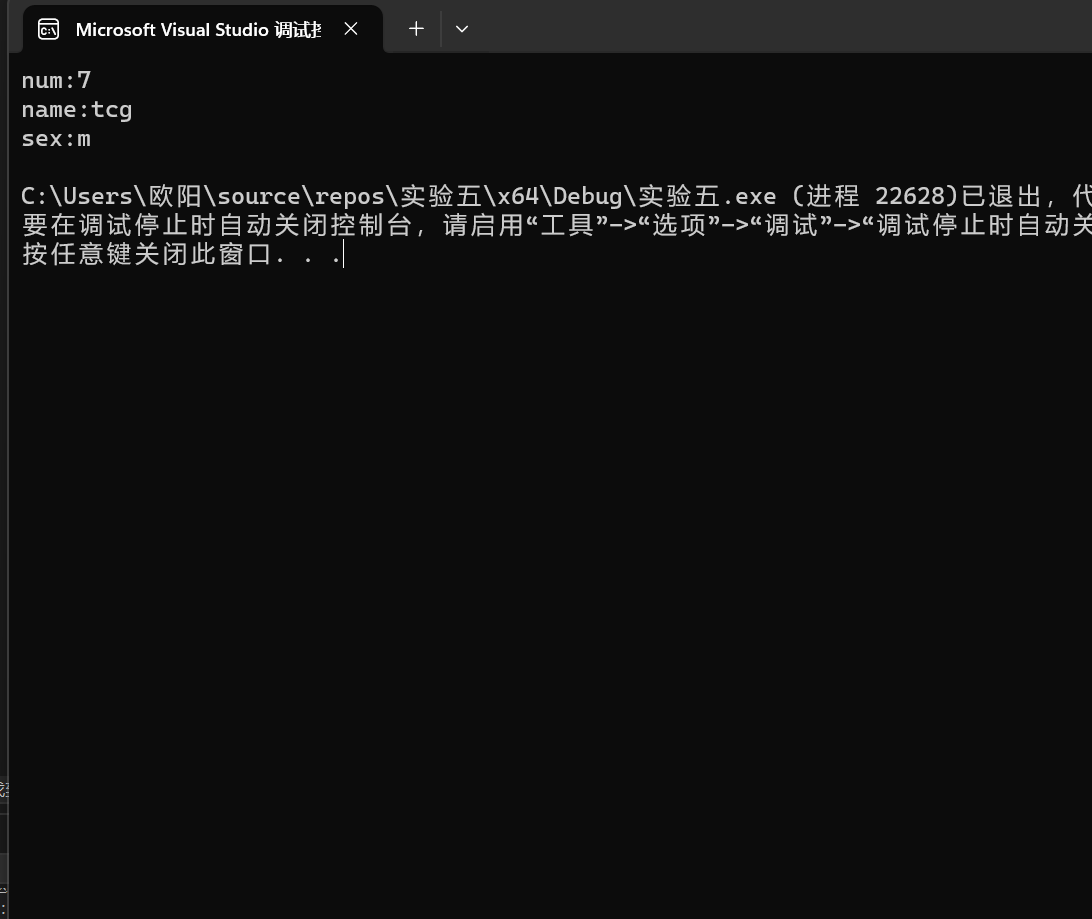 Microsoft Visual Studio 调试
num:7
name:tcg
sex:m
C:\Users\欧阳\source\repos\实验五\x64\Debug\实验五.exe (进程 22628)已退出，代
要在调试停止时自动关闭控制台，请启用“工具”->“选项”->“调试”->“调试停止时自动关
按任意键关闭此窗口. . .